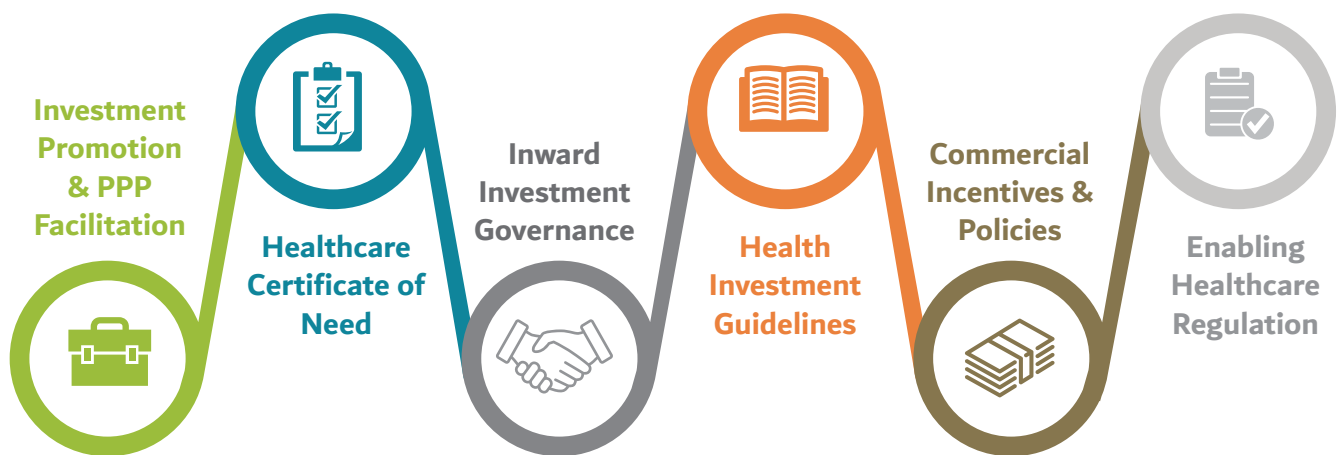 Investment
Promotion
& PPP
Facilitation
Healthcare
Certificate of
Need
Inward
Investment
Governance
Health
Investment
Guidelines
Commercial
Incentives &
Policies
Enabling
Healthcare
Regulation